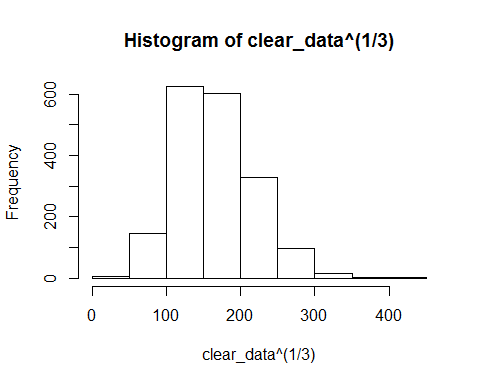 Histogram of clear_data^(1/3)
Frequency
600
400
200
0
0 100 200 300 400
clear_data^(1/3)